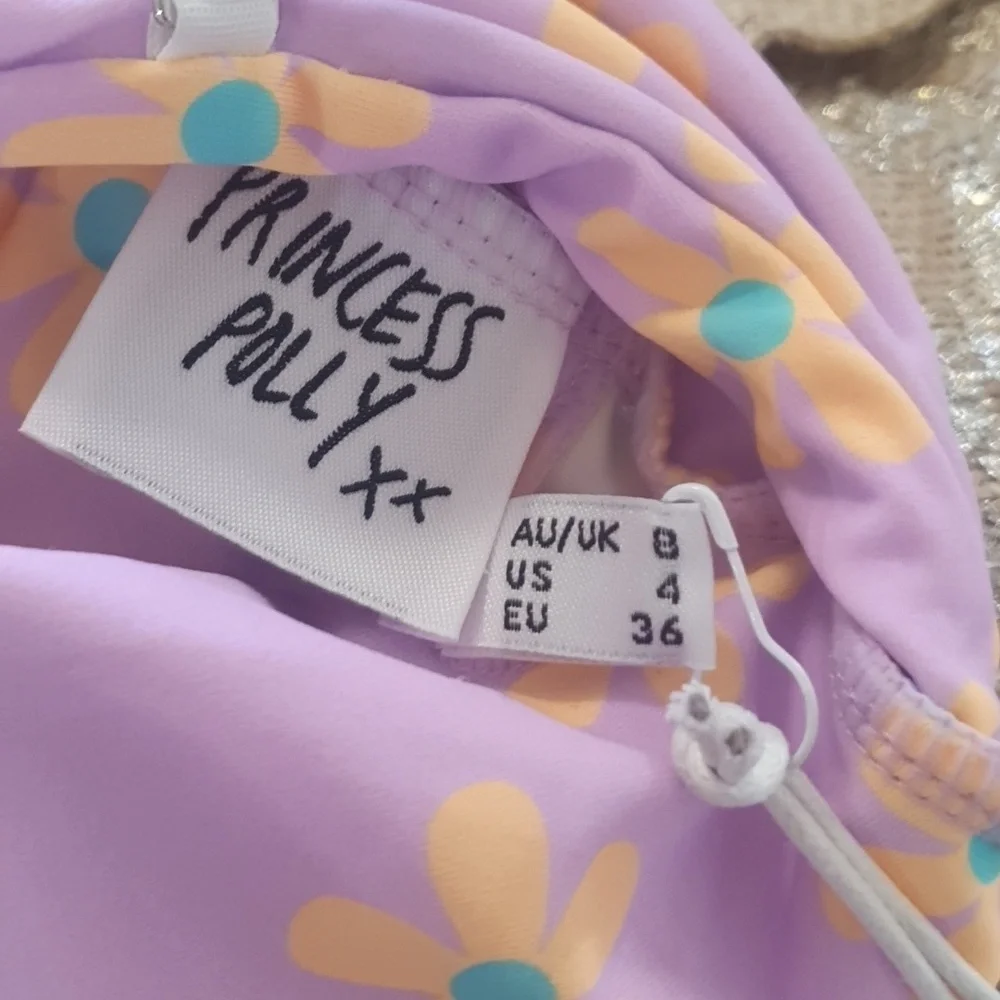 PRINCESS
POLLY
xx
AU/UK 8
US 4
EU 36